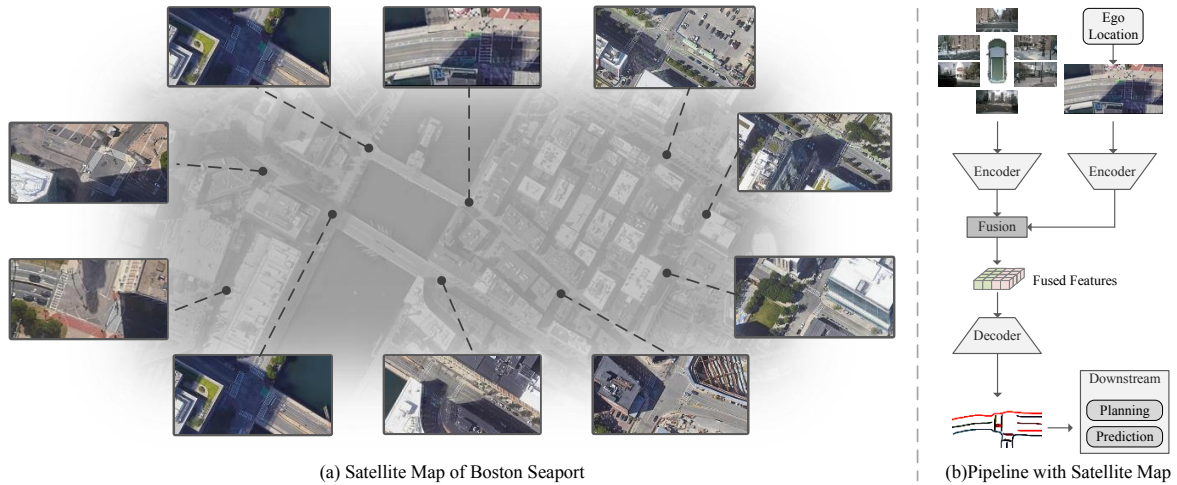 Ego
Location
Encoder
Encoder
Fusion
Fused Features
Decoder
Downstream
Planning
Prediction
(a) Satellite Map of Boston Seaport
(b)Pipeline with Satellite Map